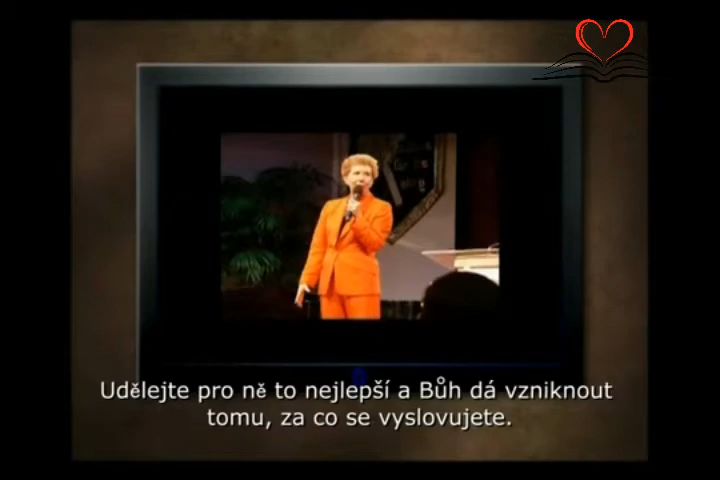 Udělejte pro ně to nejlepší a Bůh dá vzniknout
tomu, za co se vyslovujete.